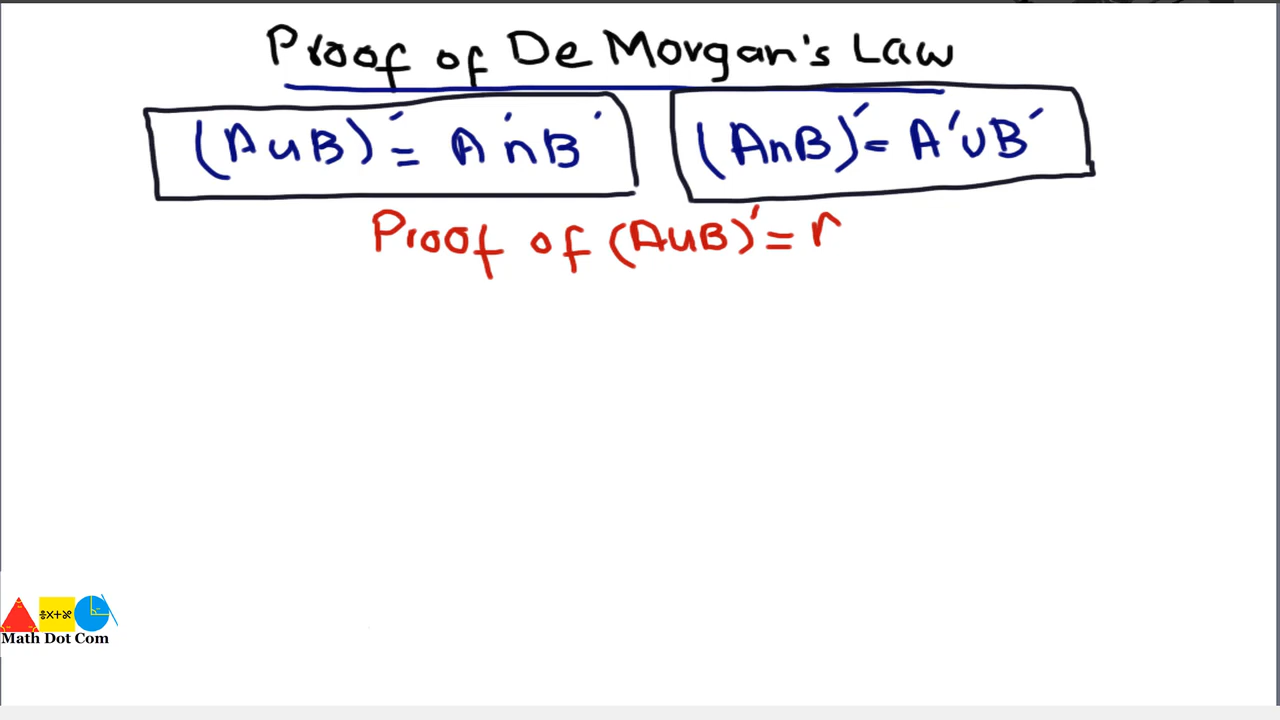 Proof of De Morgan's Law
(A∪B)′ = A′∩B′ (A∩B)′ = A′∪B′
Proof of (A∪B)′ =
÷×+%
Math Dot Com